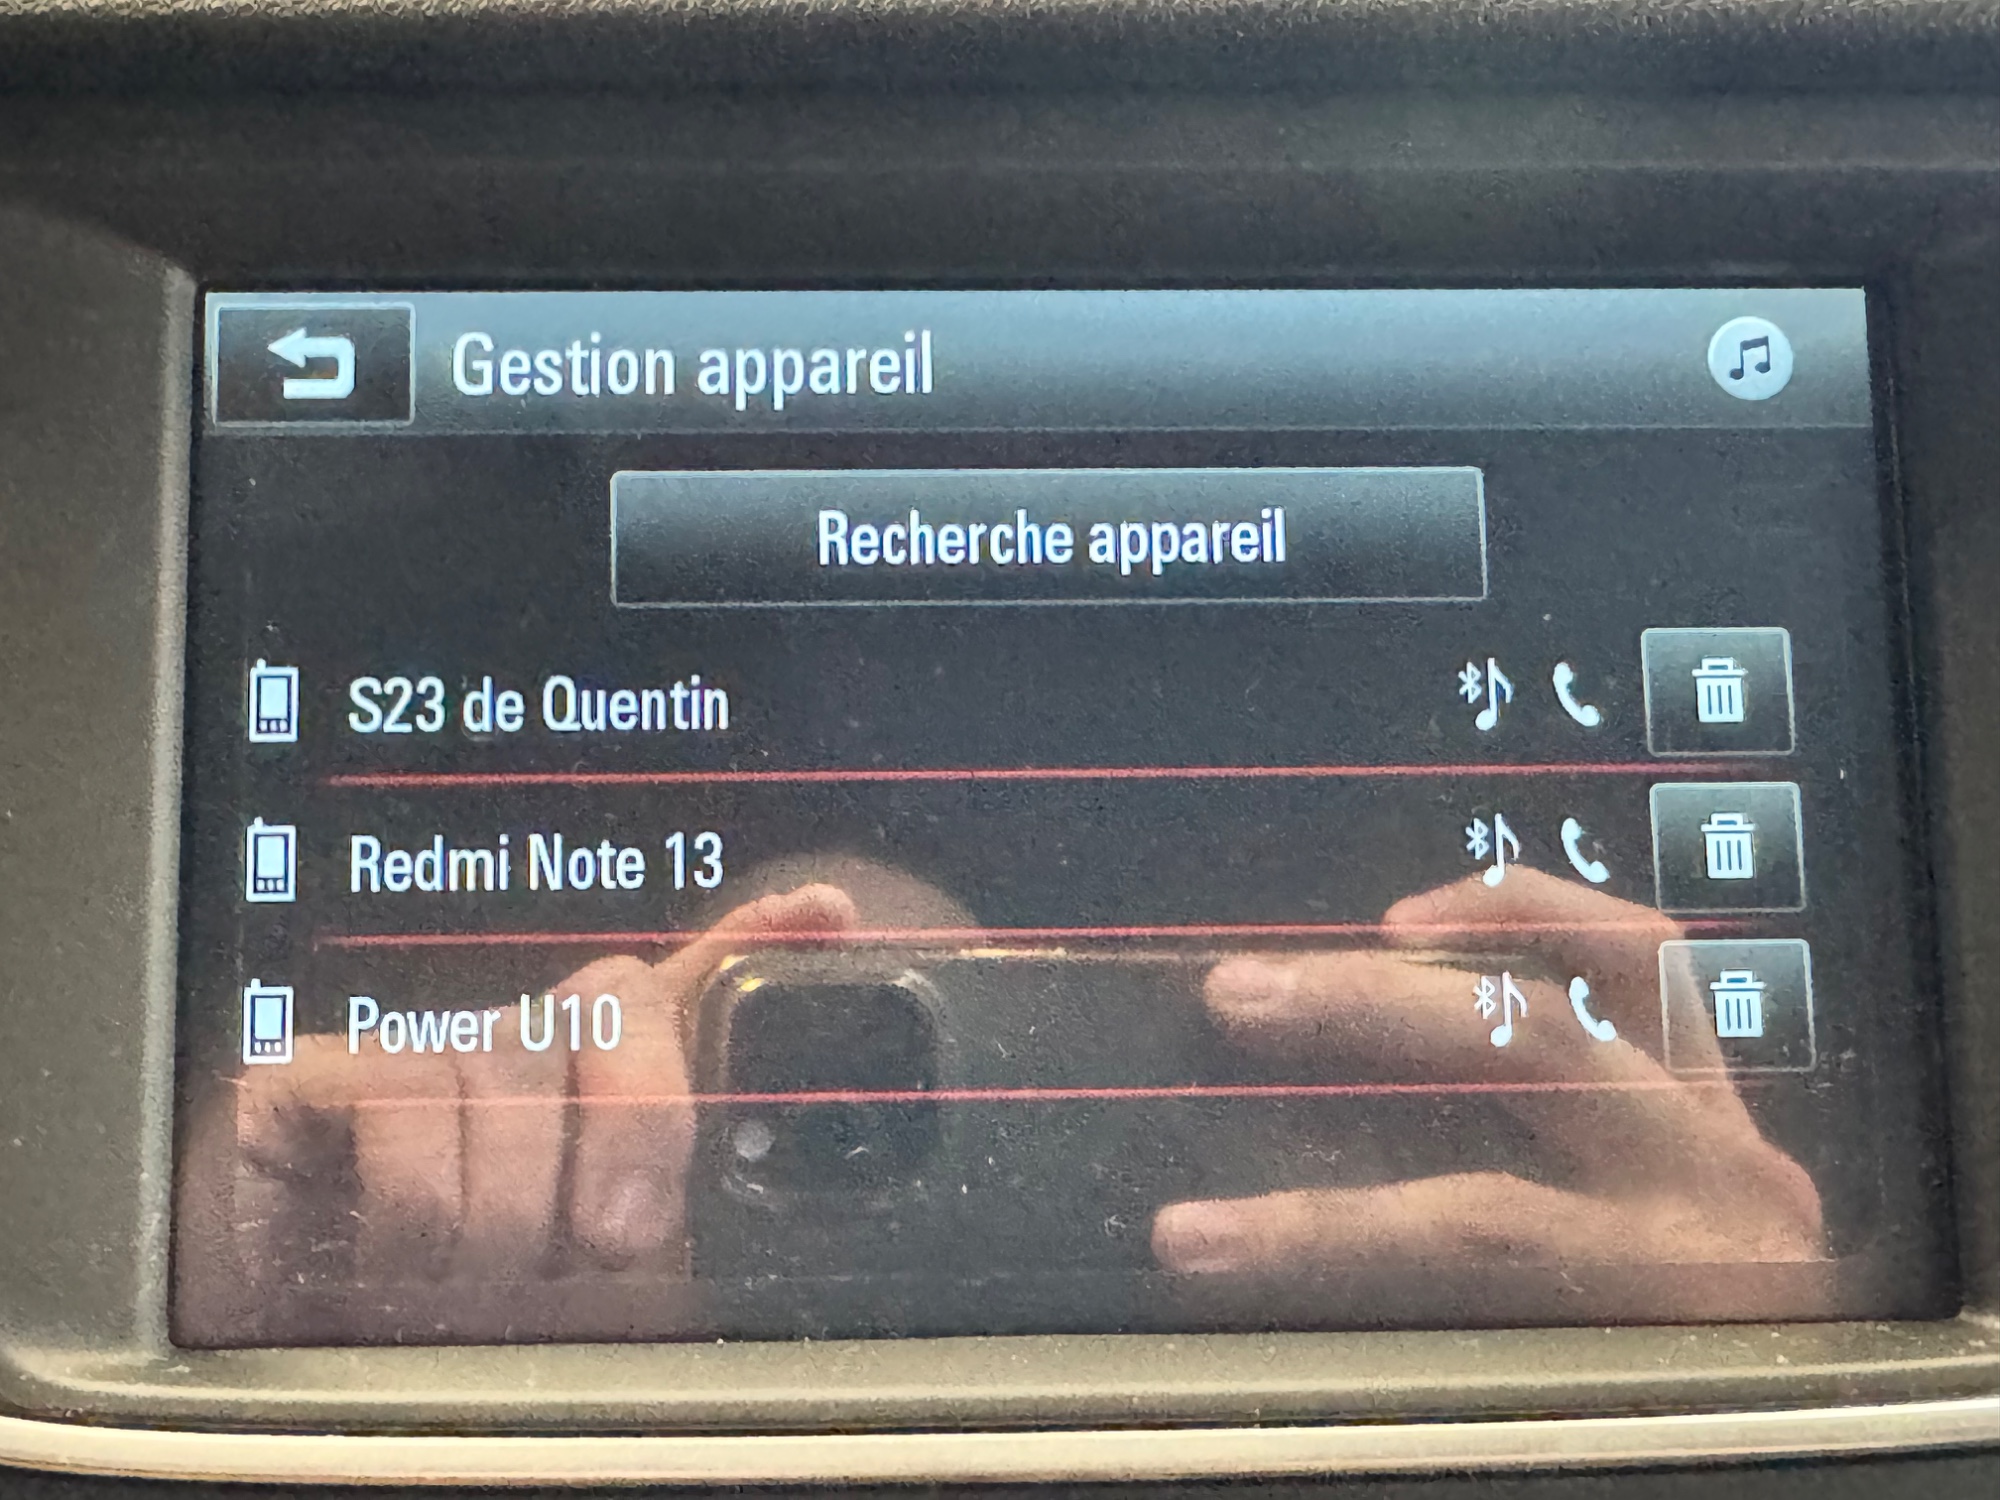 Gestion appareil
Recherche appareil
S23 de Quentin
Redmi Note 13
Power U10